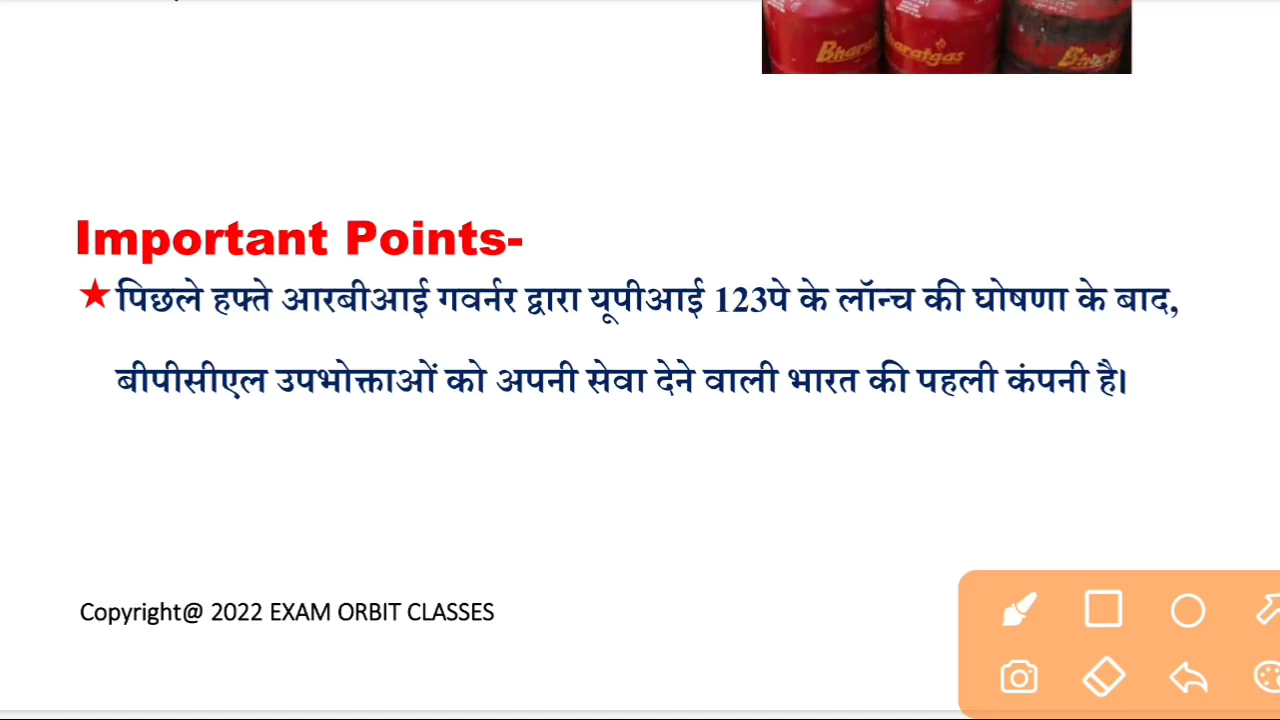 Bharatgas
Important Points-
★पिछले हफ्ते आरबीआई गवर्नर द्वारा यूपीआई 123पे के लॉन्च की घोषणा के बाद,
बीपीसीएल उपभोक्ताओं को अपनी सेवा देने वाली भारत की पहली कंपनी है।
Copyright@ 2022 EXAM ORBIT CLASSES